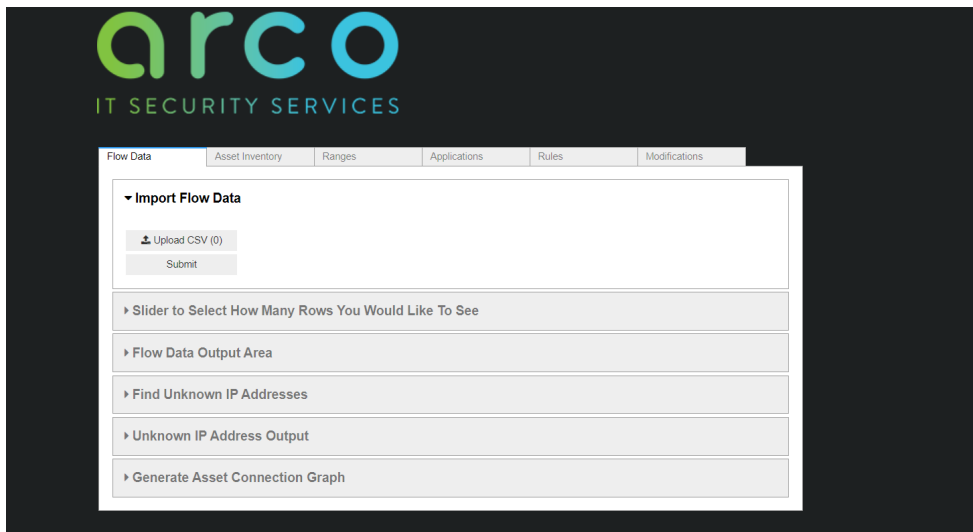 arco
IT SECURITY SERVICES
Flow Data Asset Inventory Ranges Applications Rules Modifications
Import Flow Data
Upload CSV (0)
Submit
Slider to Select How Many Rows You Would Like To See
Flow Data Output Area
Find Unknown IP Addresses
Unknown IP Address Output
Generate Asset Connection Graph